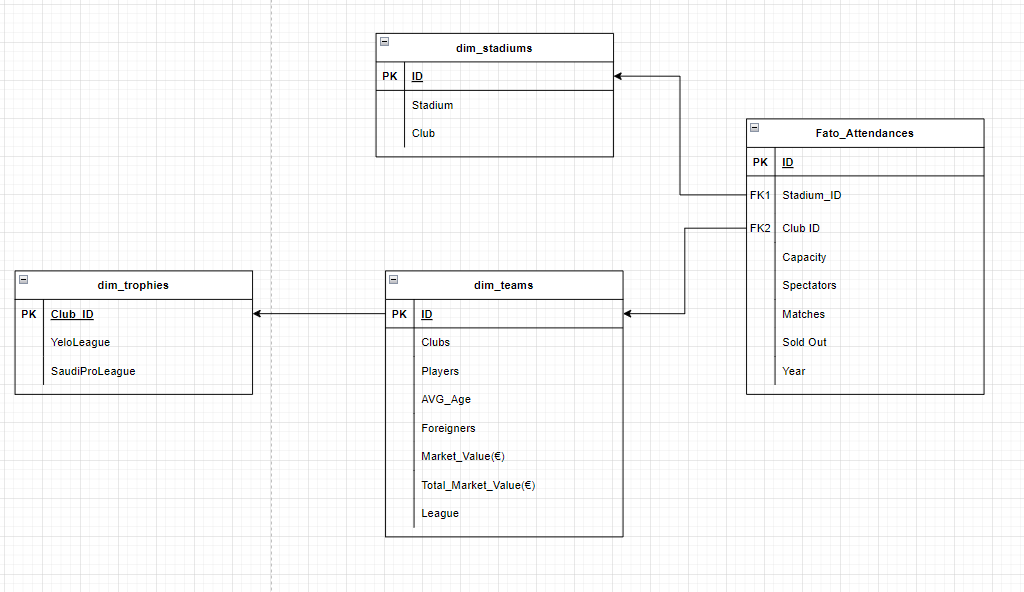 dim_stadiums
PK ID
Stadium
Club
Fato_Attendances
PK ID
FK1 Stadium_ID
FK2 Club ID
Capacity
Spectators
Matches
Sold Out
Year
dim_trophies
PK Club_ID
YeloLeague
SaudiProLeague
dim_teams
PK ID
Clubs
Players
AVG_Age
Foreigners
Market_Value(€)
Total_Market_Value(€)
League